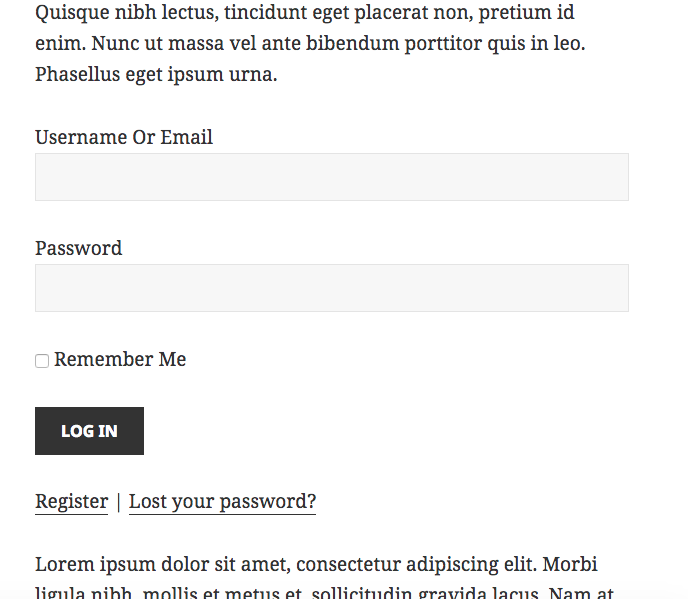 Quisque nibh lectus, tincidunt eget placerat non, pretium id
enim. Nunc ut massa vel ante bibendum porttitor quis in leo.
Phasellus eget ipsum urna.
Username Or Email
Password
Remember Me
LOG IN
Register | Lost your password?
Lorem ipsum dolor sit amet, consectetur adipiscing elit. Morbi
ligula nibh, mollis et metus et, sollicitudin gravida lacus. Nam at